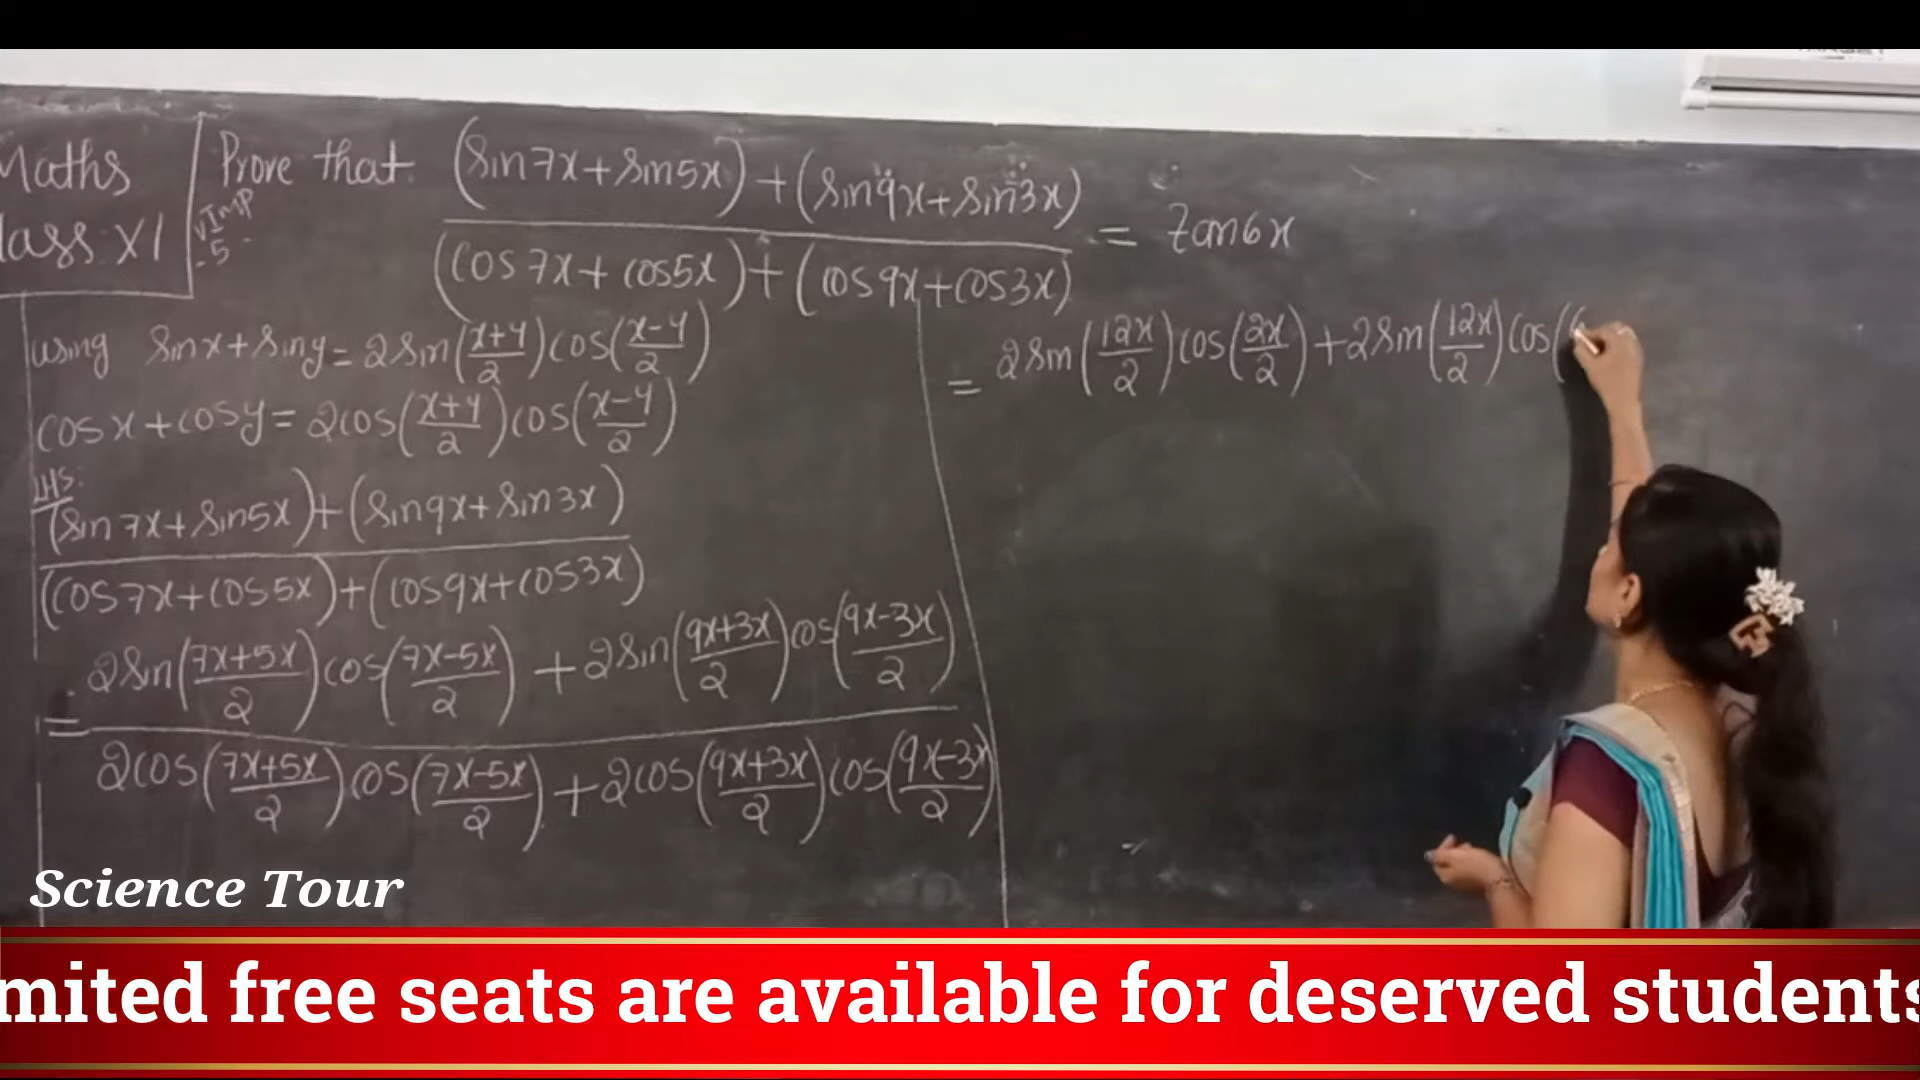 Maths
lass XI
Prove that (sin7x+sin5x)+(sin9x+sin3x)
(cos7x+cos5x)+(cos9x+cos3x)
= tan6x
VImp
5
using sinx+siny=2sin(x+y/2)cos(x-y/2)
cosx+cosy=2cos(x+y/2)cos(x-y/2)
LHS:
(sin7x+sin5x)+(sin9x+sin3x)
(cos7x+cos5x)+(cos9x+cos3x)
= 2sin(7x+5x/2)cos(7x-5x/2)+2sin(9x+3x/2)cos(9x-3x/2)
2cos(7x+5x/2)cos(7x-5x/2)+2cos(9x+3x/2)cos(9x-3x/2)
= 2sin(12x/2)cos(2x/2)+2sin(12x/2)cos(6
Science Tour
mited free seats are available for deserved students